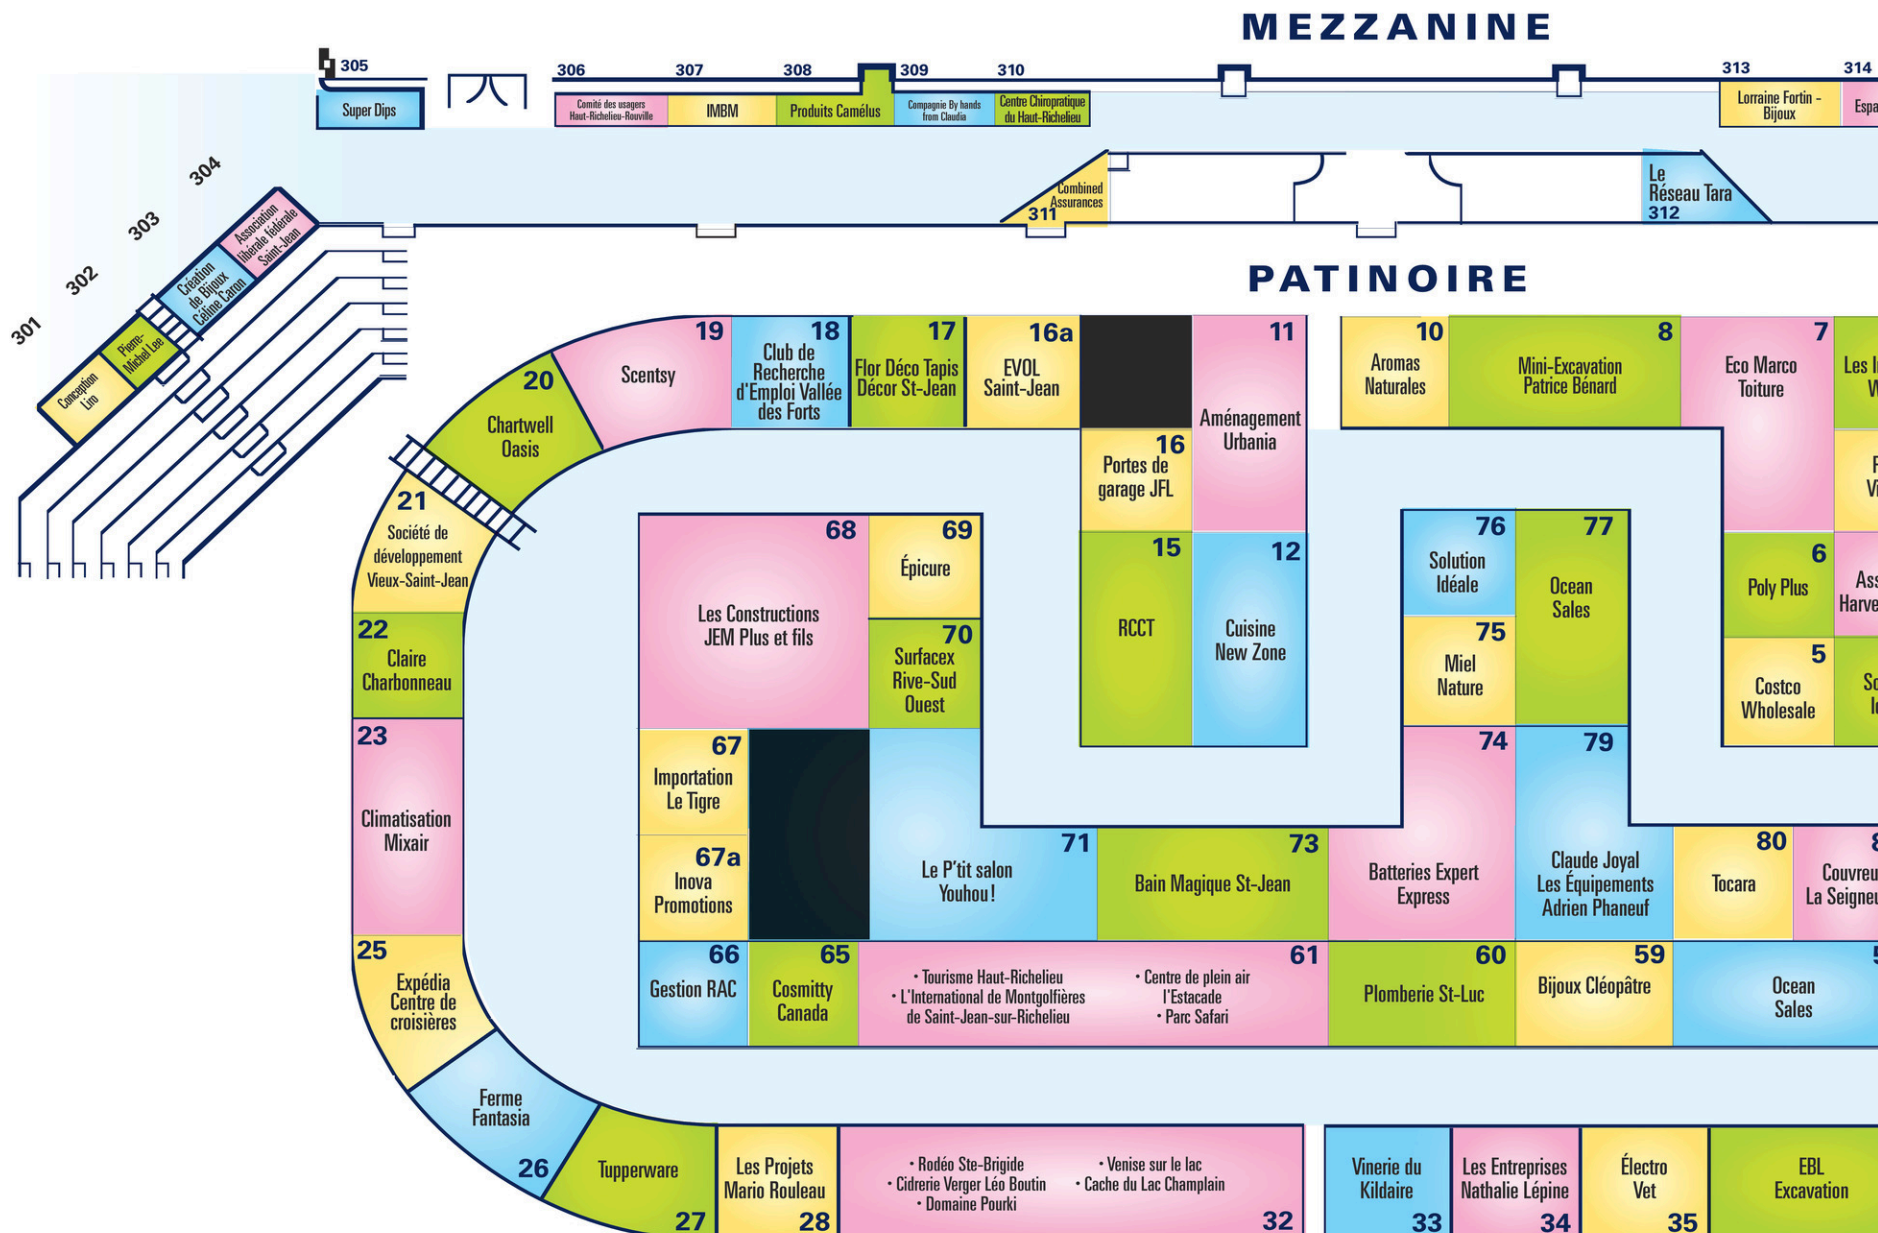 MEZZANINE
305
Super Dips
306
Comité des usagers
Haut-Richelieu-Rouville
307
IMBM
308
Produits Camélus
309
Compagnie By hands
from Claudia
310
Centre Chiropratique
du Haut-Richelieu
313
Lorraine Fortin -
Bijoux
314
Espa
304
Association
libérale fédérale
Saint-Jean
303
Création
de Bijoux
Céline Caron
302
Pierre-
Michel Lee
301
Conception
Liro
Combined
Assurances
311
Le
Réseau Tara
312
PATINOIRE
19
Scentsy
18
Club de
Recherche
d'Emploi Vallée
des Forts
17
Flor Déco Tapis
Décor St-Jean
16a
EVOL
Saint-Jean
11
Aménagement
Urbania
10
Aromas
Naturales
8
Mini-Excavation
Patrice Bénard
7
Eco Marco
Toiture
Les I
20
Chartwell
Oasis
16
Portes de
garage JFL
21
Société de
développement
Vieux-Saint-Jean
68
Les Constructions
JEM Plus et fils
69
Épicure
15
RCCT
12
Cuisine
New Zone
76
Solution
Idéale
77
Ocean
Sales
6
Poly Plus
Ass
Harve
22
Claire
Charbonneau
70
Surfacex
Rive-Sud
Ouest
75
Miel
Nature
5
Costco
Wholesale
So
23
Climatisation
Mixair
67
Importation
Le Tigre
67a
Inova
Promotions
71
Le P'tit salon
Youhou !
73
Bain Magique St-Jean
74
Batteries Expert
Express
79
Claude Joyal
Les Équipements
Adrien Phaneuf
80
Tocara
Couvreu
La Seigneu
25
Expédia
Centre de
croisières
66
Gestion RAC
65
Cosmitty
Canada
61
• Tourisme Haut-Richelieu
• L'International de Montgolfières
de Saint-Jean-sur-Richelieu
• Centre de plein air
l'Estacade
• Parc Safari
60
Plomberie St-Luc
59
Bijoux Cléopâtre
5
Ocean
Sales
Ferme
Fantasia
26
Tupperware
27
Les Projets
Mario Rouleau
28
• Rodéo Ste-Brigide
• Cidrerie Verger Léo Boutin
• Domaine Pourki
• Venise sur le lac
• Cache du Lac Champlain
32
Vinerie du
Kildaire
33
Les Entreprises
Nathalie Lépine
34
Électro
Vet
35
EBL
Excavation